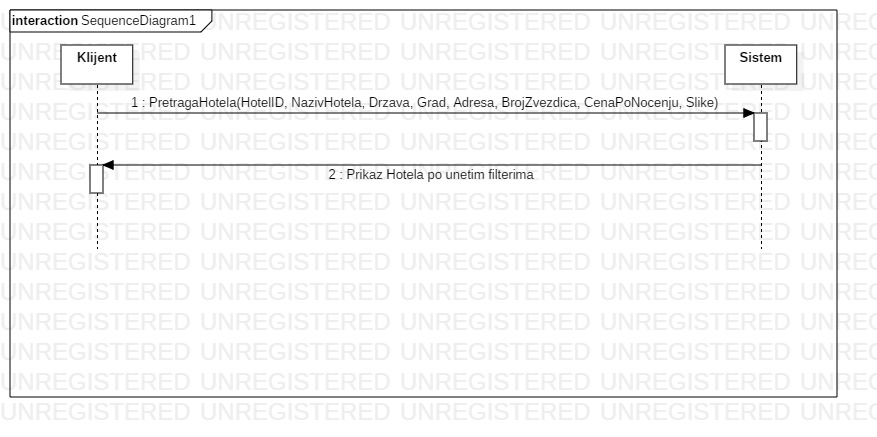 interaction SequenceDiagram1
Klijent
Sistem
1 : PretragaHotela(HotelID, NazivHotela, Drzava, Grad, Adresa, BrojZvezdica, CenaPoNocenju, Slike)
2 : Prikaz Hotela po unetim filterima
UNREGISTERED UNREGISTERED UNREGISTERED UNREGISTERED